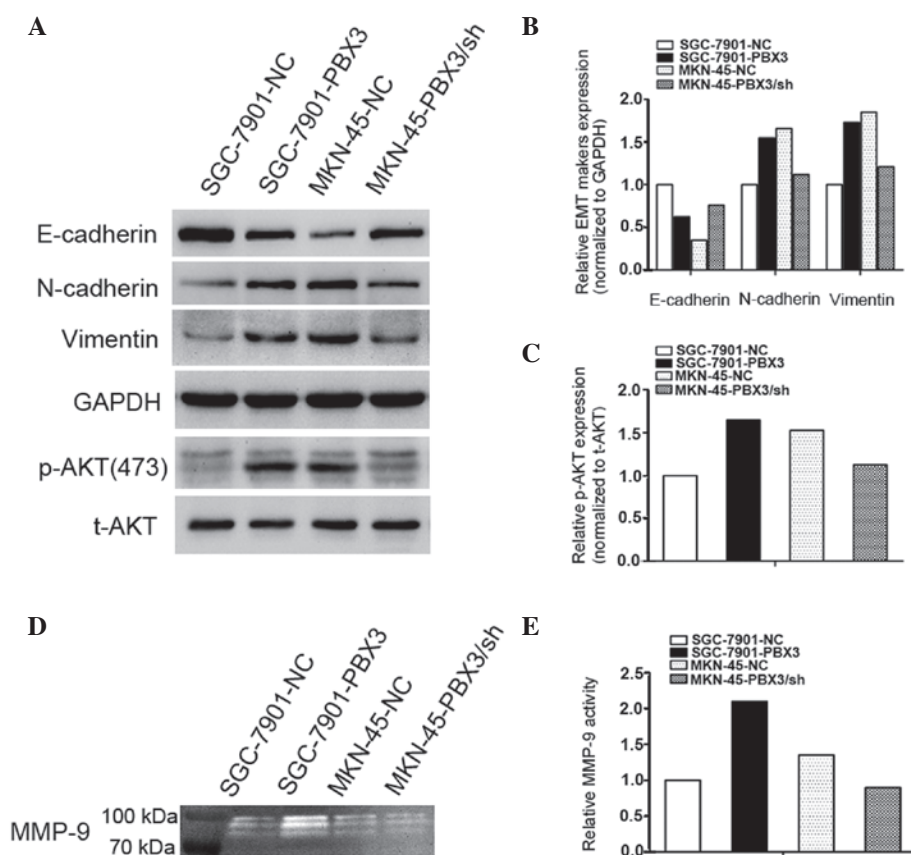 A
SGC-7901-NC
SGC-7901-PBX3
MKN-45-NC
MKN-45-PBX3/sh
E-cadherin
N-cadherin
Vimentin
GAPDH
p-AKT(473)
t-AKT
B
SGC-7901-NC
SGC-7901-PBX3
MKN-45-NC
MKN-45-PBX3/sh
Relative EMT makers expression
(normalized to GAPDH)
2.0
1.5
1.0
0.5
0.0
E-cadherin N-cadherin Vimentin
C
SGC-7901-NC
SGC-7901-PBX3
MKN-45-NC
MKN-45-PBX3/sh
Relative p-AKT expression
(normalized to t-AKT)
2.0
1.5
1.0
0.5
0.0
D
SGC-7901-NC
SGC-7901-PBX3
MKN-45-NC
MKN-45-PBX3/sh
MMP-9
100 kDa
70 kDa
E
SGC-7901-NC
SGC-7901-PBX3
MKN-45-NC
MKN-45-PBX3/sh
Relative MMP-9 activity
2.5
2.0
1.5
1.0
0.5
0.0